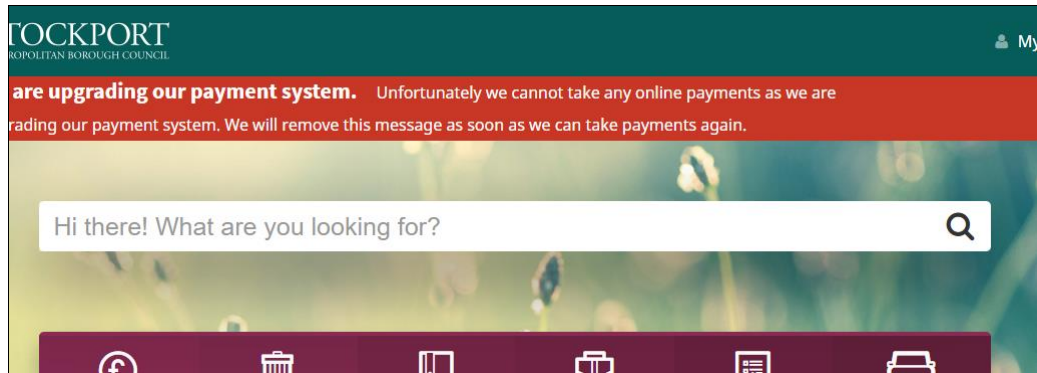 TOCKPORT
ROPOLITAN BOROUGH COUNCIL
My
are upgrading our payment system. Unfortunately we cannot take any online payments as we are
rading our payment system. We will remove this message as soon as we can take payments again.
Hi there! What are you looking for?
£